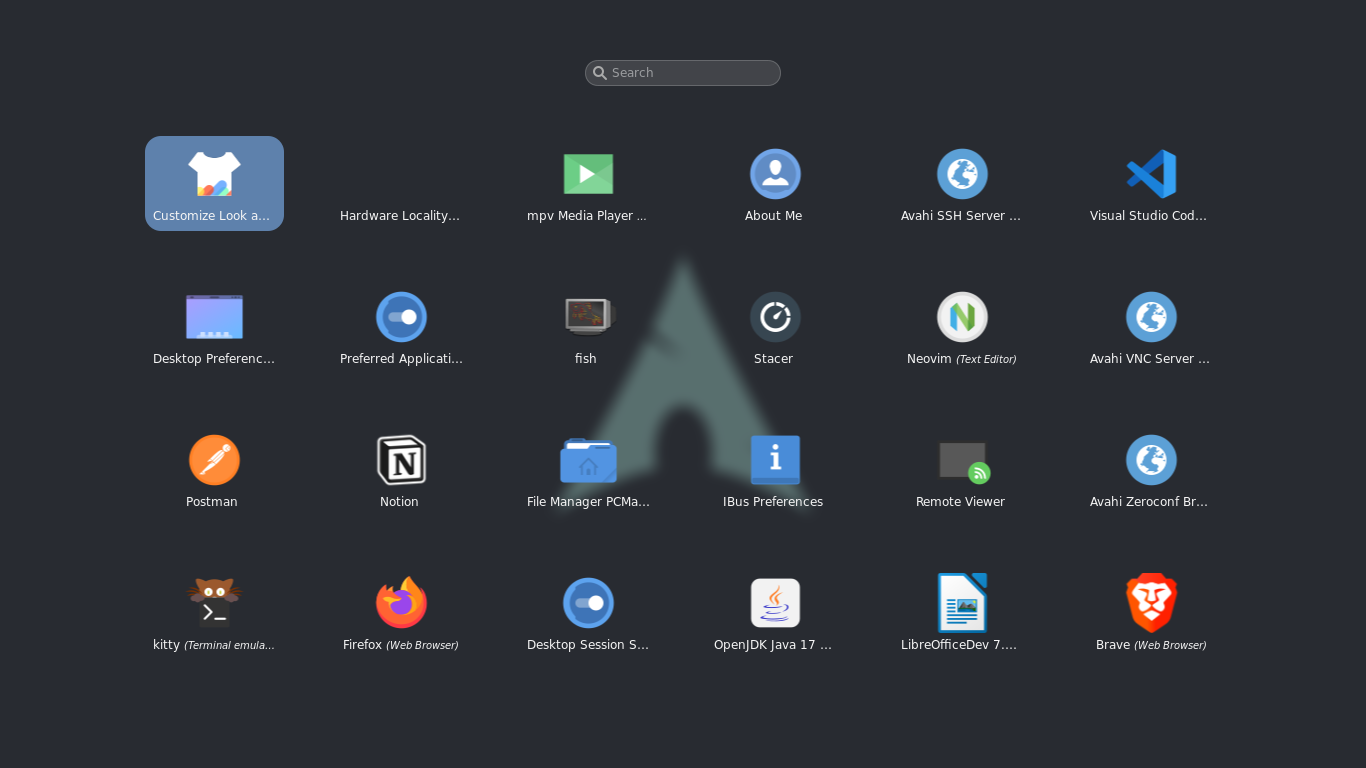 Search
Customize Look a...
Hardware Locality...
mpv Media Player ...
About Me
Avahi SSH Server ...
Visual Studio Cod...
Desktop Preferenc...
Preferred Applicati...
fish
Stacer
Neovim (Text Editor)
Avahi VNC Server ...
Postman
Notion
File Manager PCMa...
IBus Preferences
Remote Viewer
Avahi Zeroconf Br...
kitty (Terminal emula...
Firefox (Web Browser)
Desktop Session S...
OpenJDK Java 17 ...
LibreOfficeDev 7....
Brave (Web Browser)